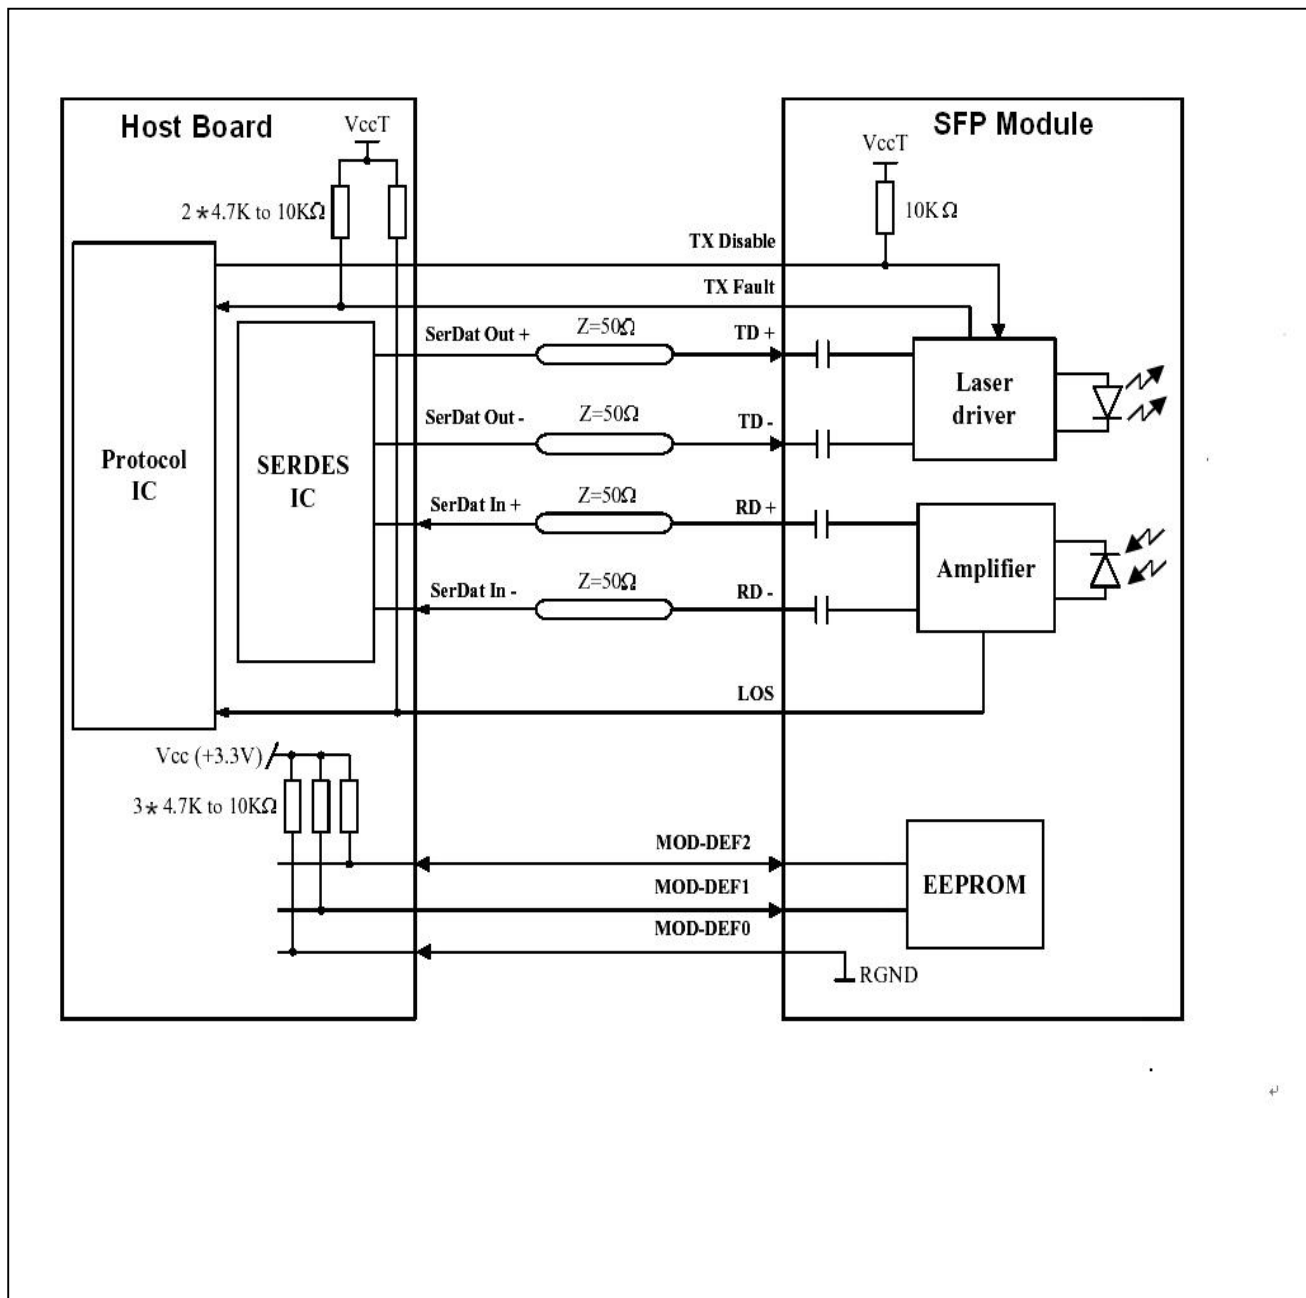 Host Board
SFP Module
VccT
VccT
2*4.7K to 10KΩ
10KΩ
TX Disable
TX Fault
SerDat Out +
Z=50Ω
TD +
SerDat Out -
Z=50Ω
TD -
Laser
driver
Protocol
IC
SERDES
IC
SerDat In +
Z=50Ω
RD +
SerDat In -
Z=50Ω
RD -
Amplifier
LOS
Vcc (+3.3V)
3* 4.7K to 10KΩ
MOD-DEF2
MOD-DEF1
MOD-DEF0
EEPROM
RGND